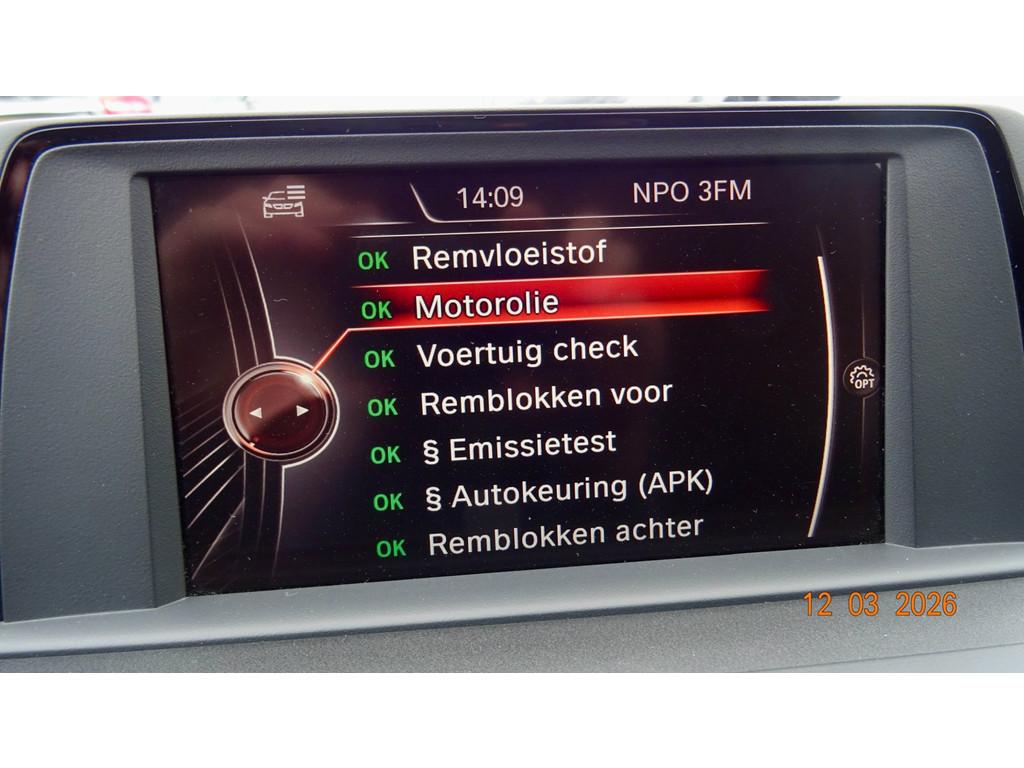 14:09 NPO 3FM
OK Remvloeistof
OK Motorolie
OK Voertuig check
OK Remblokken voor
OK § Emissietest
OK § Autokeuring (APK)
OK Remblokken achter
OPT
12 03 2026